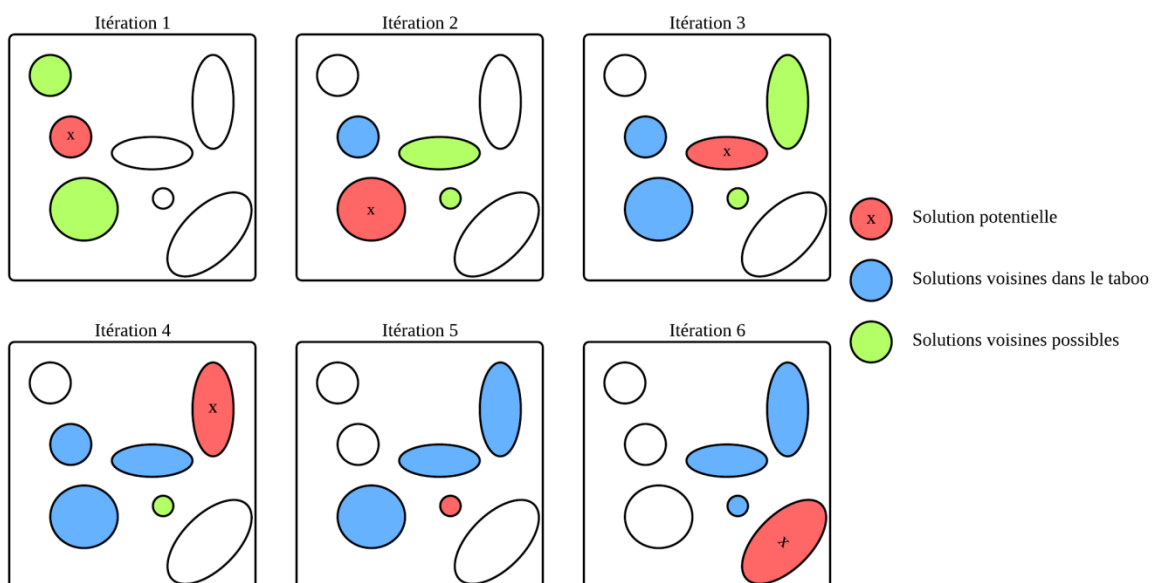 Itération 1
Itération 2
Itération 3
x
x
x
x Solution potentielle
Solutions voisines dans le taboo
Solutions voisines possibles
Itération 4
Itération 5
Itération 6
x
x